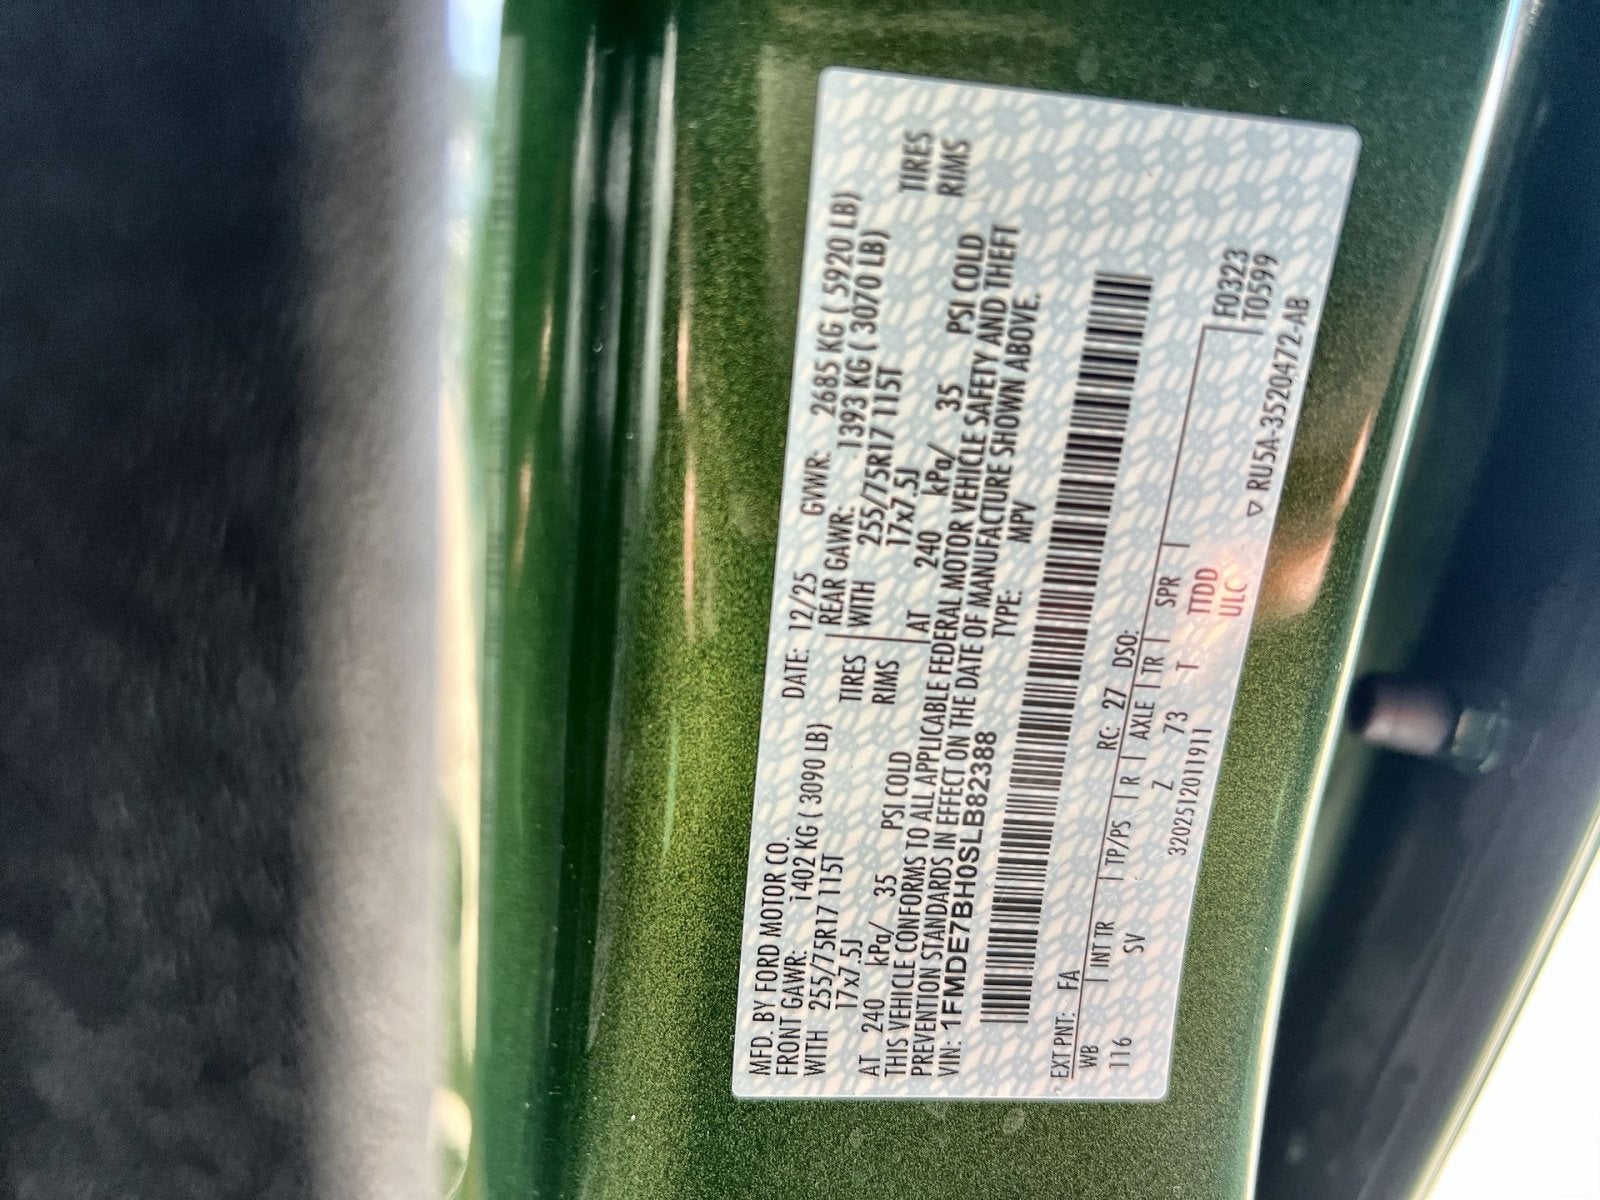 MFD. BY FORD MOTOR CO.
DATE: 12/25 GVWR: 2685 KG ( 5920 LB)
FRONT GAWR: 1402 KG ( 3090 LB) REAR GAWR: 1393 KG ( 3070 LB)
WITH 255/75R17 115T TIRES WITH 255/75R17 115T TIRES
17x7.5J RIMS 17x7.5J RIMS
AT 240 kPa/ 35 PSI COLD AT 240 kPa/ 35 PSI COLD
THIS VEHICLE CONFORMS TO ALL APPLICABLE FEDERAL MOTOR VEHICLE SAFETY AND THEFT
PREVENTION STANDARDS IN EFFECT ON THE DATE OF MANUFACTURE SHOWN ABOVE.
VIN: 1FMDE7BH0SLB82388 TYPE: MPV
EXT PNT: FA RC: 27 DSO: F0323
WB INT TR TP/PS R AXLE TR SPR T0599
116 SV Z 73 T TTDD
ULC
3202512011911 ▽ RU5A-3520472-AB